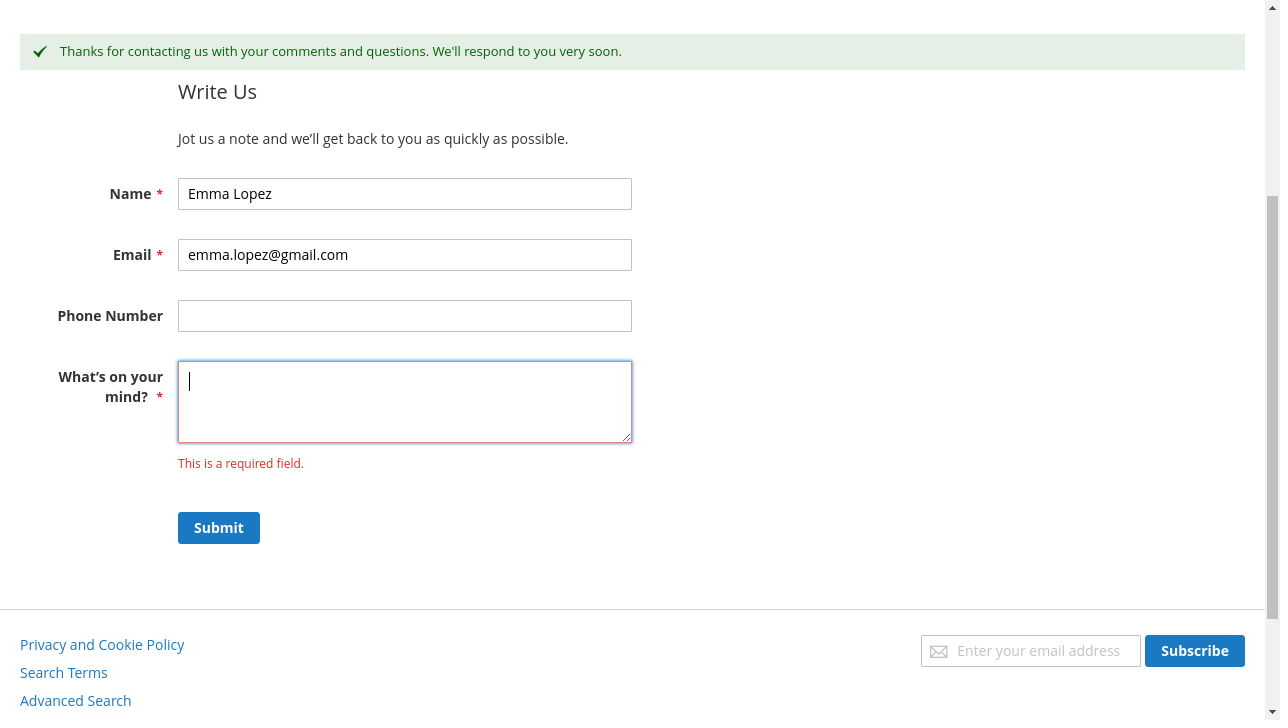 Thanks for contacting us with your comments and questions. We'll respond to you very soon.
Write Us
Jot us a note and we’ll get back to you as quickly as possible.
Name *
Emma Lopez
Email *
emma.lopez@gmail.com
Phone Number
What’s on your
mind? *
This is a required field.
Submit
Privacy and Cookie Policy
Search Terms
Advanced Search
Enter your email address
Subscribe